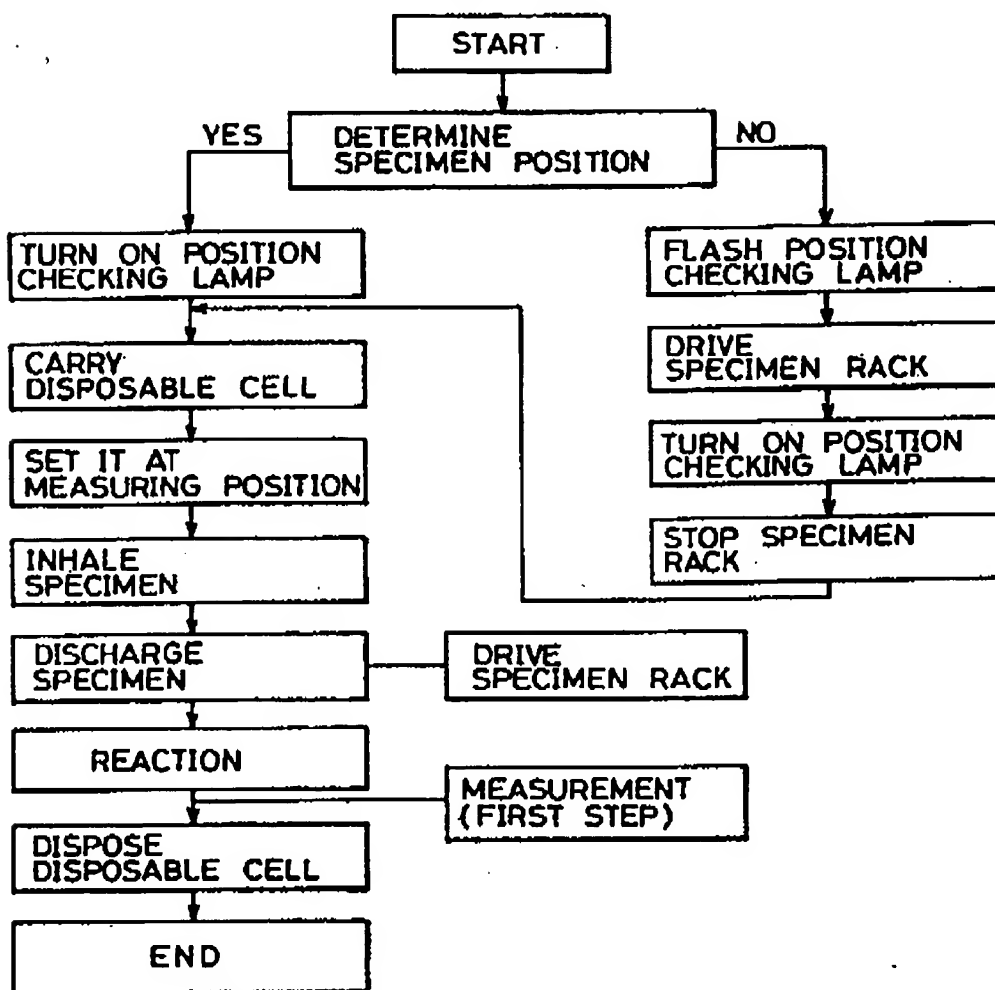 START
YES
DETERMINE
SPECIMEN POSITION
NO
TURN ON POSITION
CHECKING LAMP
FLASH POSITION
CHECKING LAMP
CARRY
DISPOSABLE CELL
DRIVE
SPECIMEN RACK
SET IT AT
MEASURING POSITION
TURN ON POSITION
CHECKING LAMP
INHALE
SPECIMEN
STOP SPECIMEN
RACK
DISCHARGE
SPECIMEN
DRIVE
SPECIMEN RACK
REACTION
MEASUREMENT
(FIRST STEP)
DISPOSE
DISPOSABLE CELL
END